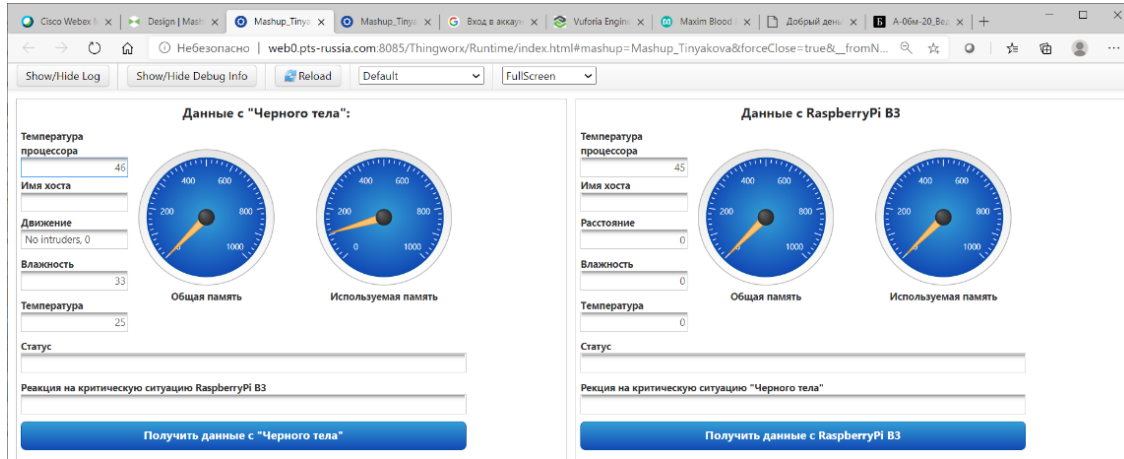 Cisco Webex
Design | Mash
Mashup_Tinya
Mashup_Tinya
Вход в аккаун
Vuforia Engine
Maxim Blood
Добрый день
А-06м-20_Вед
Небезопасно | web0.pts-russia.com:8085/Thingworx/Runtime/index.html#mashup=Mashup_Tinyakova&forceClose=true&__fromN...
Show/Hide Log
Show/Hide Debug Info
Reload
Default
FullScreen
Данные с "Черного тела":
Температура
процессора
46
Имя хоста
Движение
No intruders, 0
Влажность
33
Температура
25
0
200
400
600
800
1000
Общая память
0
200
400
600
800
1000
Используемая память
Статус
Реакция на критическую ситуацию RaspberryPi B3
Получить данные с "Черного тела"
Данные с RaspberryPi B3
Температура
процессора
45
Имя хоста
Расстояние
0
Влажность
0
Температура
0
0
200
400
600
800
1000
Общая память
0
200
400
600
800
1000
Используемая память
Статус
Рекция на критическую ситуацию "Черного тела"
Получить данные с RaspberryPi B3